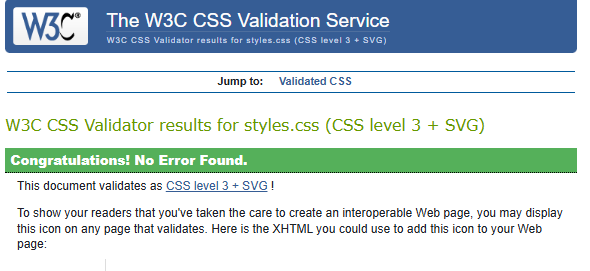 W3C® The W3C CSS Validation Service
W3C CSS Validator results for styles.css (CSS level 3 + SVG)
Jump to: Validated CSS
W3C CSS Validator results for styles.css (CSS level 3 + SVG)
Congratulations! No Error Found.
This document validates as CSS level 3 + SVG !
To show your readers that you've taken the care to create an interoperable Web page, you may display
this icon on any page that validates. Here is the XHTML you could use to add this icon to your Web
page: